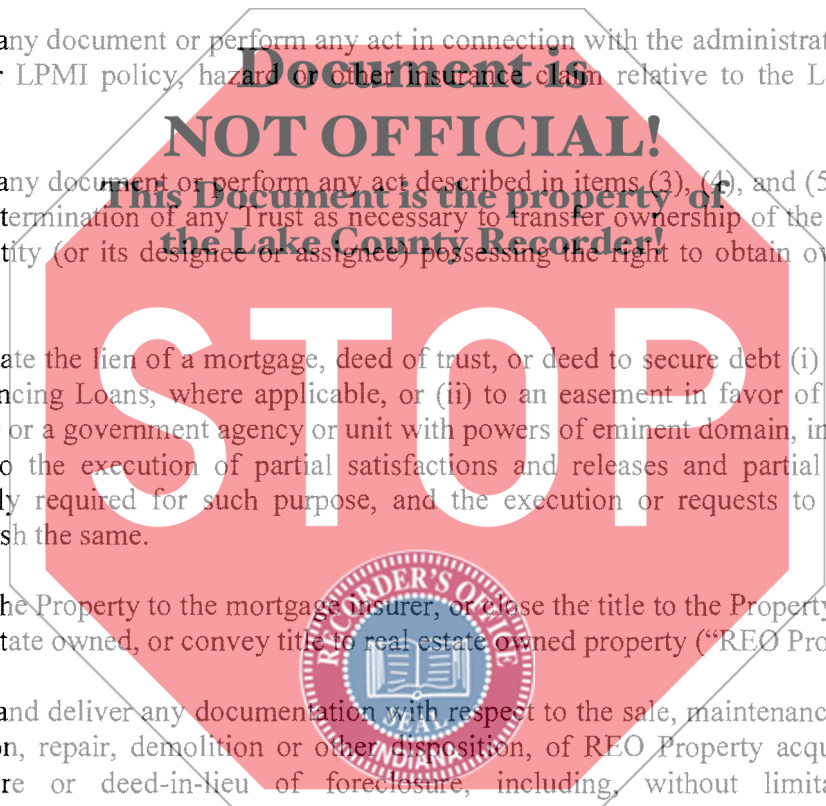 any document or perform any act in connection with the administrat
LPMI policy, hazard or other insurance claim relative to the L
Document is
NOT OFFICIAL!
any document or perform any act described in items (3), (4), and (5
This Document is the property of
termination of any Trust as necessary to transfer ownership of the
the Lake County Recorder!
tity (or its designee or assignee) possessing the right to obtain ov
STOP
ate the lien of a mortgage, deed of trust, or deed to secure debt (i)
ncing Loans, where applicable, or (ii) to an easement in favor of
or a government agency or unit with powers of eminent domain, in
o the execution of partial satisfactions and releases and partial
ly required for such purpose, and the execution or requests to
sh the same.
he Property to the mortgage insurer, or close the title to the Property
tate owned, or convey title to real estate owned property (“REO Pro
and deliver any documentation with respect to the sale, maintenanc
on, repair, demolition or other disposition, of REO Property acqu
re or deed-in-lieu of foreclosure, including, without limita
RECORDER'S OFFICE
SEAL
INDIANA